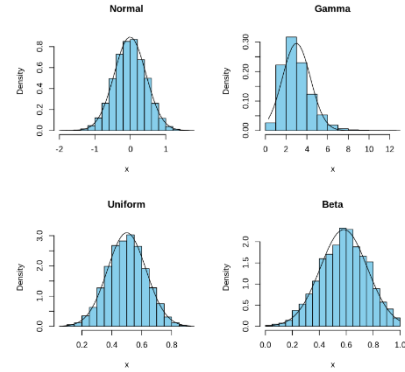 Normal
Density
0.0 0.2 0.4 0.6 0.8
-2 -1 0 1
x
Gamma
Density
0.00 0.10 0.20 0.30
0 2 4 6 8 10 12
x
Uniform
Density
0.0 1.0 2.0 3.0
0.2 0.4 0.6 0.8
x
Beta
Density
0.0 0.5 1.0 1.5 2.0
0.0 0.2 0.4 0.6 0.8 1.0
x